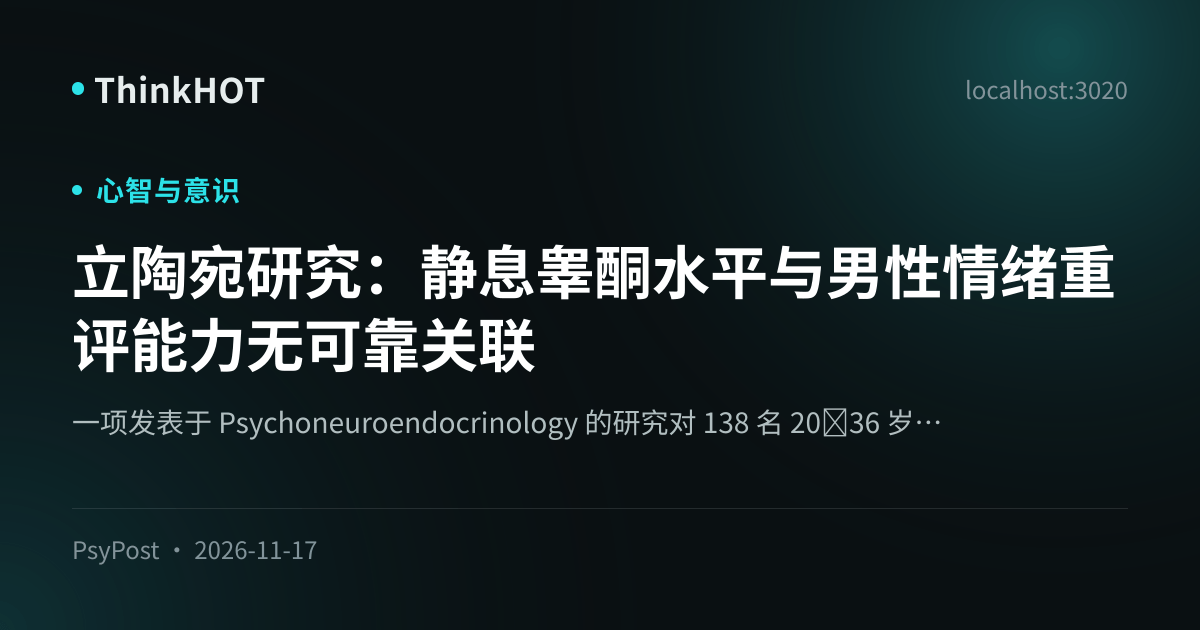 ThinkHOT
localhost:3020
心智与意识
立陶宛研究：静息睾酮水平与男性情绪重
评能力无可靠关联
一项发表于 Psychoneuroendocrinology 的研究对 138 名 20☒36 岁…
PsyPost · 2026-11-17